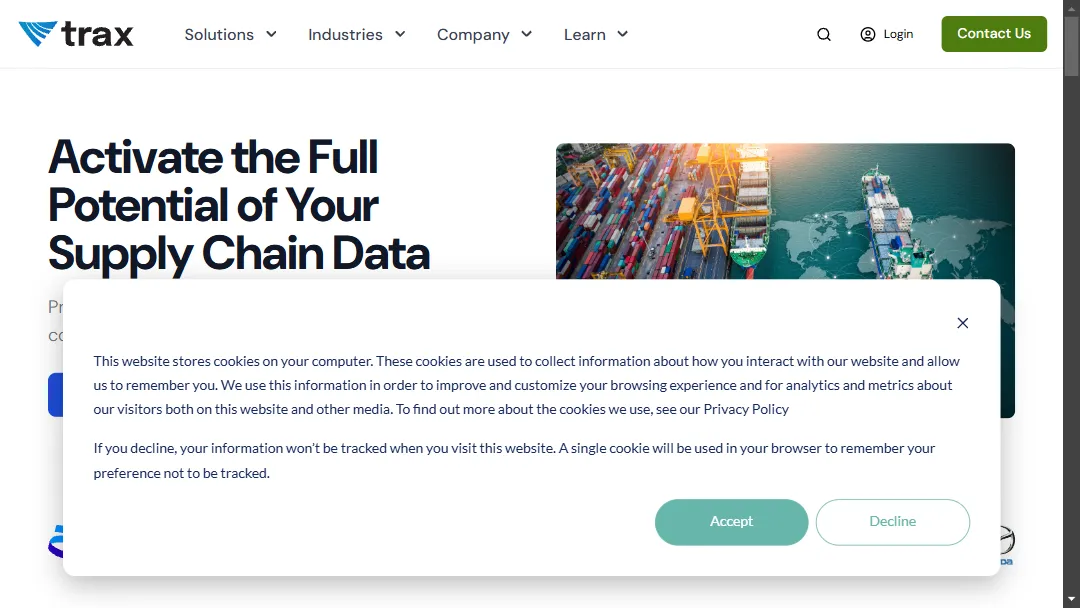 trax
Solutions
Industries
Company
Learn
Login
Contact Us
Activate the Full
Potential of Your
Supply Chain Data
This website stores cookies on your computer. These cookies are used to collect information about how you interact with our website and allow
us to remember you. We use this information in order to improve and customize your browsing experience and for analytics and metrics about
our visitors both on this website and other media. To find out more about the cookies we use, see our Privacy Policy
If you decline, your information won't be tracked when you visit this website. A single cookie will be used in your browser to remember your
preference not to be tracked.
Accept
Decline